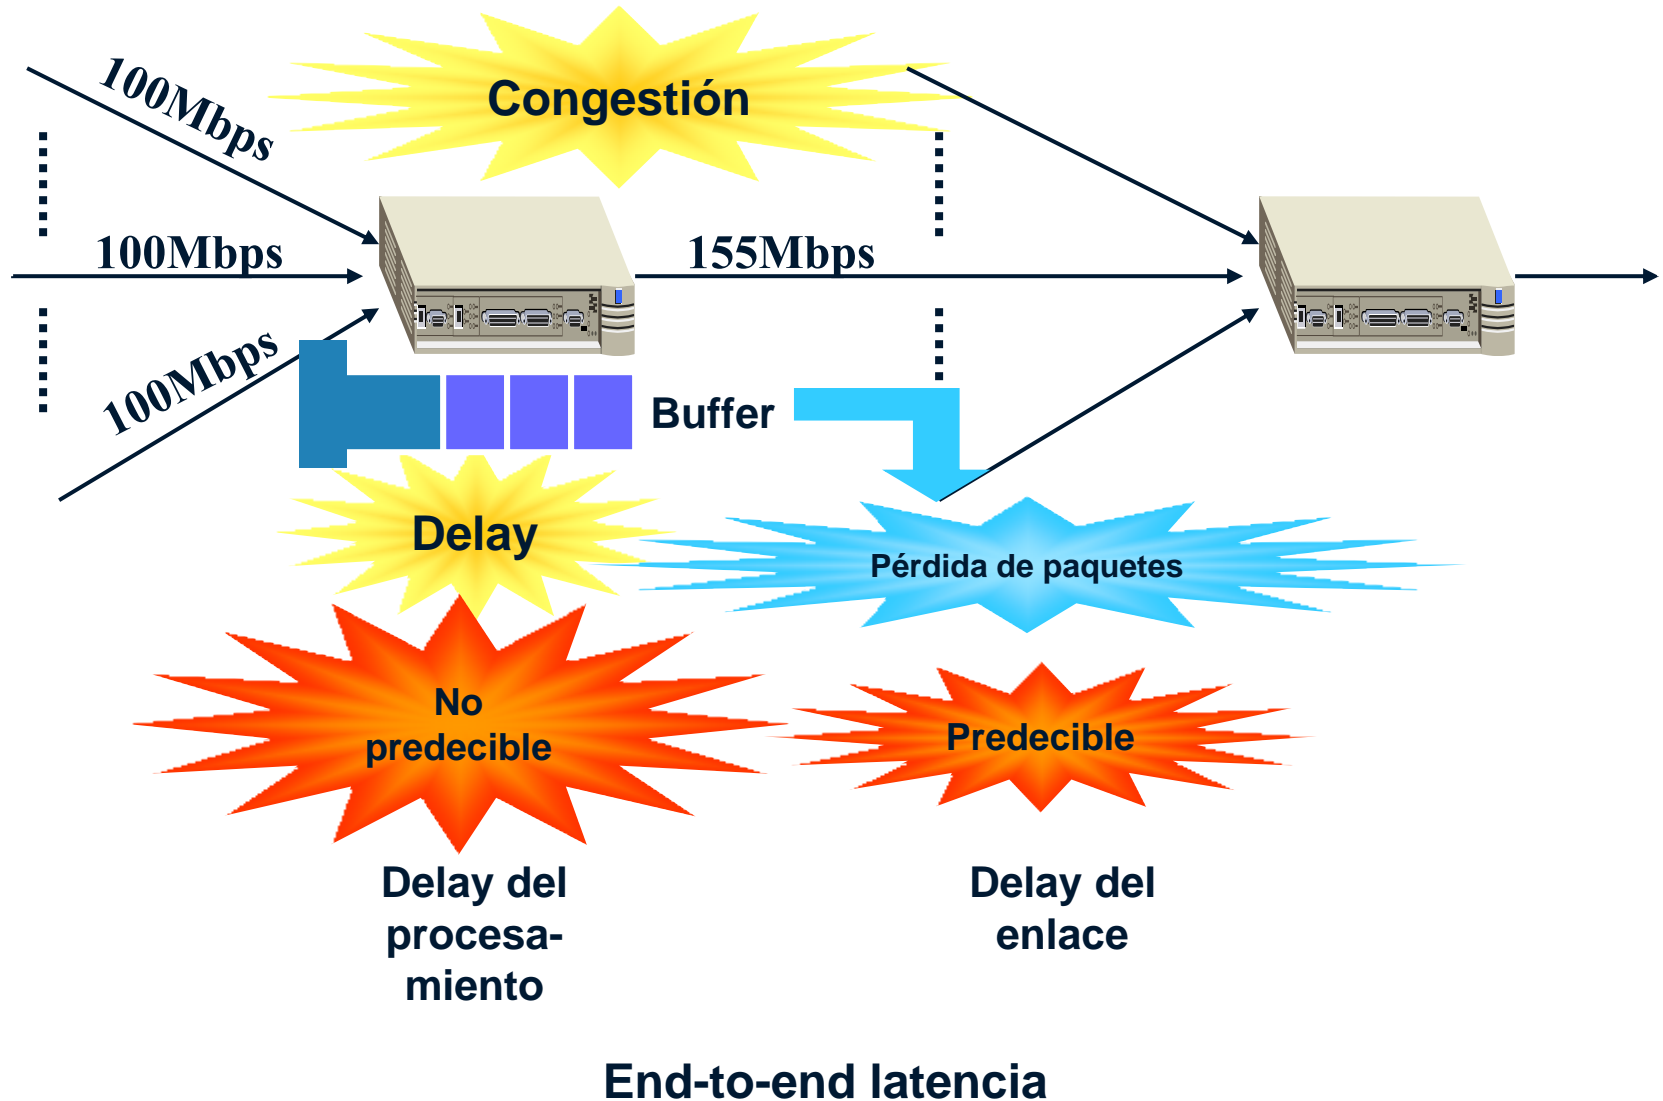 Congestión
100Mbps
100Mbps
155Mbps
100Mbps
Buffer
Delay
Pérdida de paquetes
No
predecible
Predecible
Delay del
procesa-
miento
Delay del
enlace
End-to-end latencia